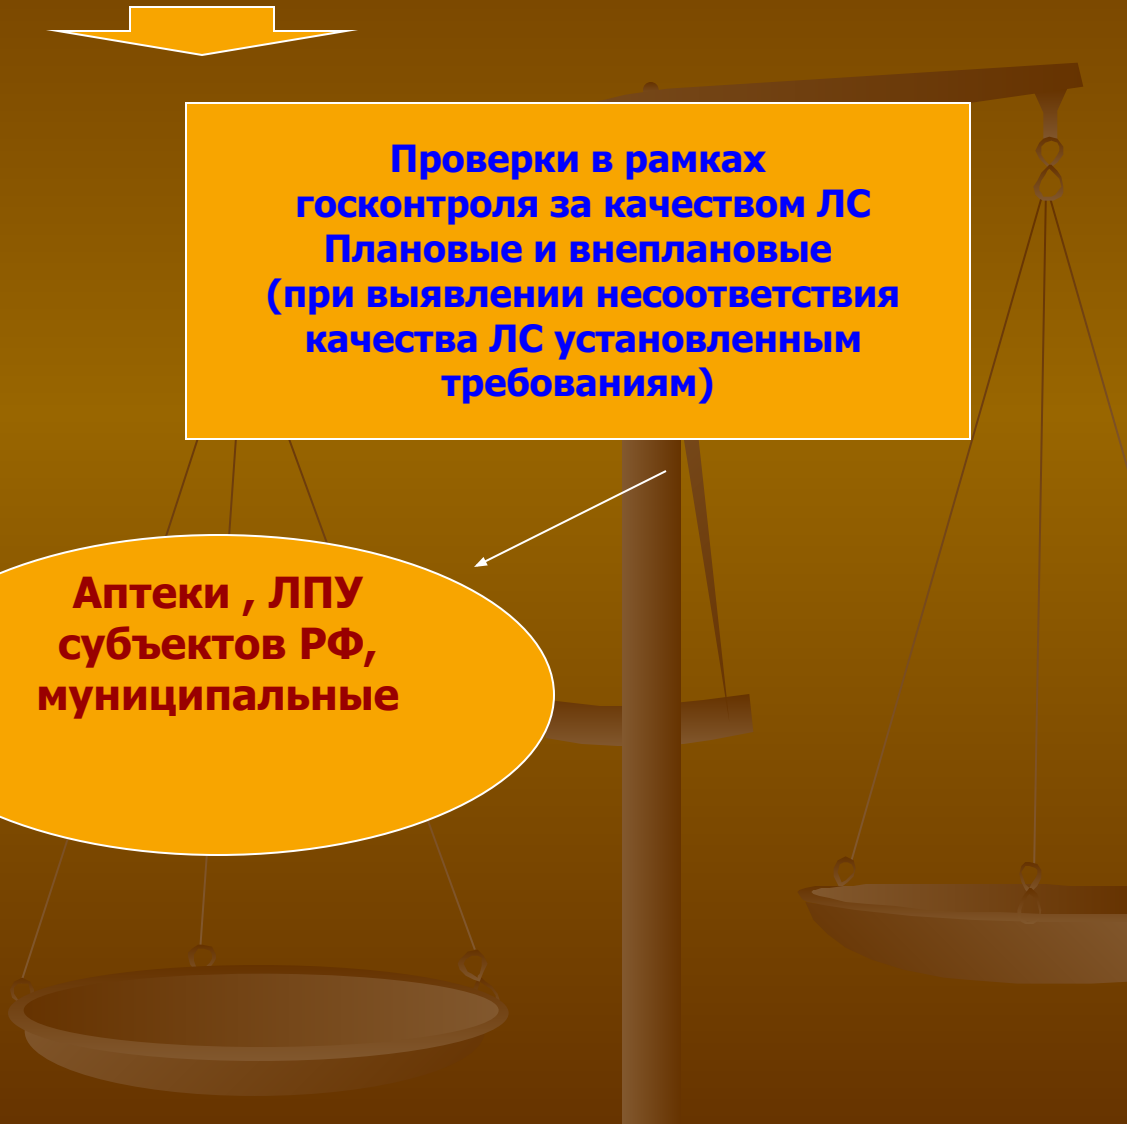 Проверки в рамках
госконтроля за качеством ЛС
Плановые и внеплановые
(при выявлении несоответствия
качества ЛС установленным
требованиям)
Аптеки , ЛПУ
субъектов РФ,
муниципальные